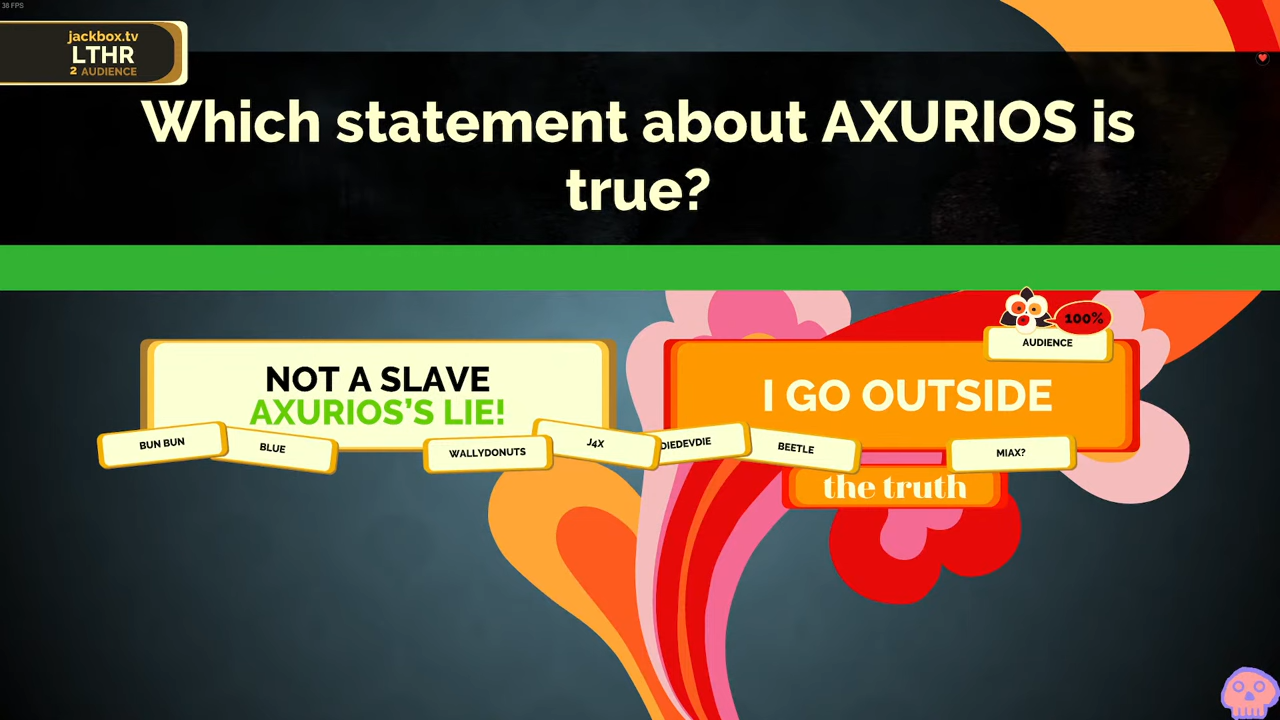 36 FPS
jackbox.tv
LTHR
2 AUDIENCE
Which statement about AXURIOS is
true?
100%
AUDIENCE
NOT A SLAVE
AXURIOS'S LIE!
I GO OUTSIDE
BUN BUN
BLUE
WALLYDONUTS
J4X
DIEDEVDIE
BEETLE
MIAX?
the truth